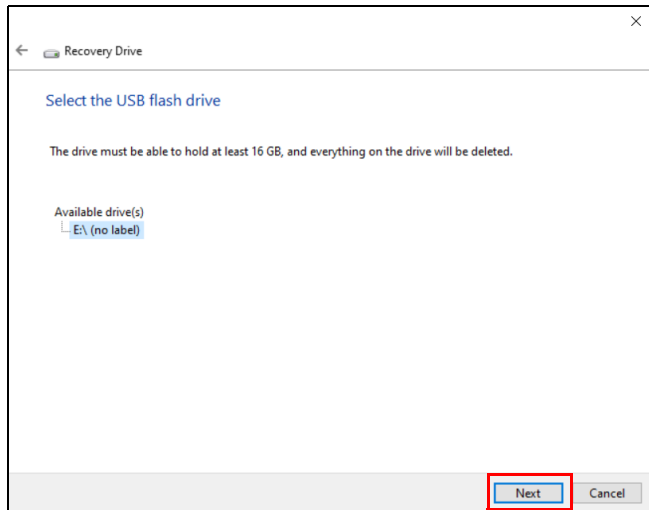 Recovery Drive
Select the USB flash drive
The drive must be able to hold at least 16 GB, and everything on the drive will be deleted.
Available drive(s)
E:\ (no label)
Next Cancel